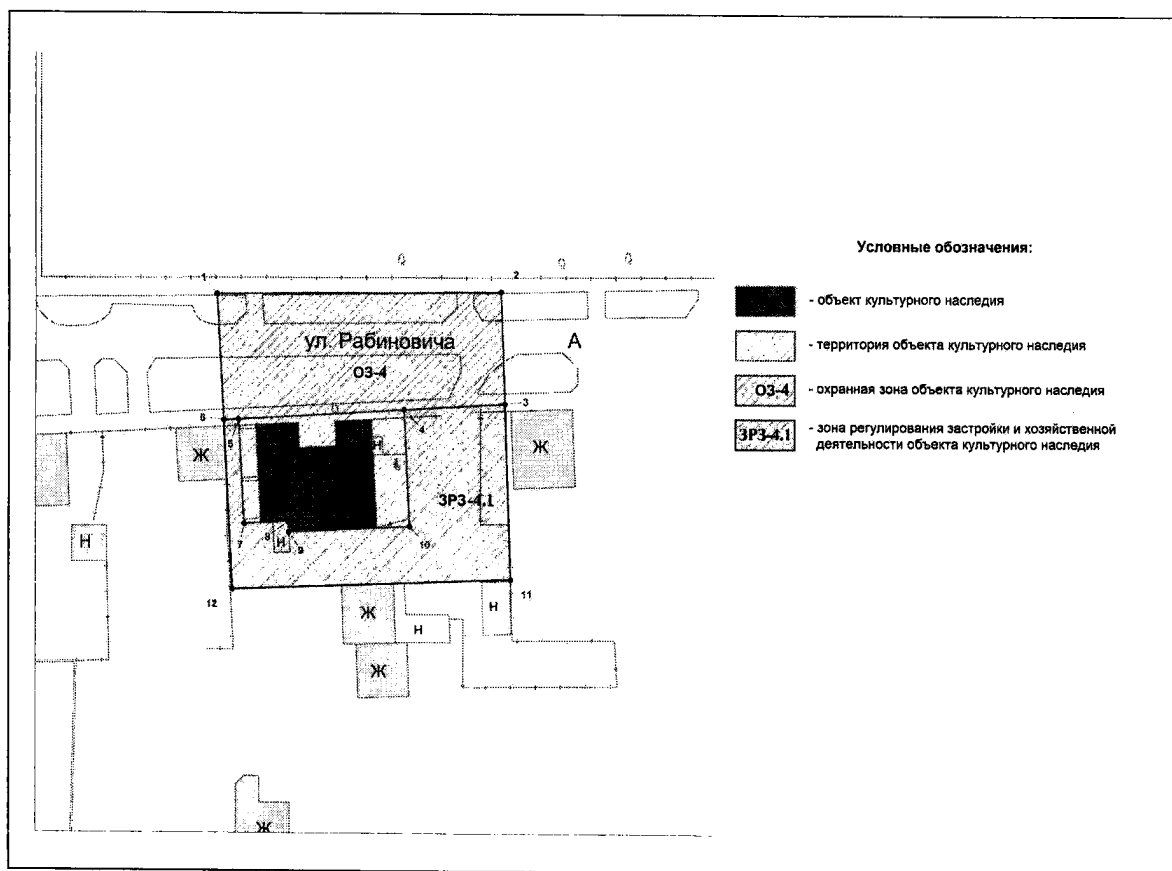 Условные обозначения:
- объект культурного наследия
- территория объекта культурного наследия
ОЗ-4 - охранная зона объекта культурного наследия
ЗРЗ-4.1 - зона регулирования застройки и хозяйственной
деятельности объекта культурного наследия
1
2
ул. Рабиновича
А
ОЗ-4
3
6
5
4
Ж
Ж
ЗРЗ-4.1
Н
7
8
Н
9
10
12
11
Ж
Н
Н
Ж
Ж